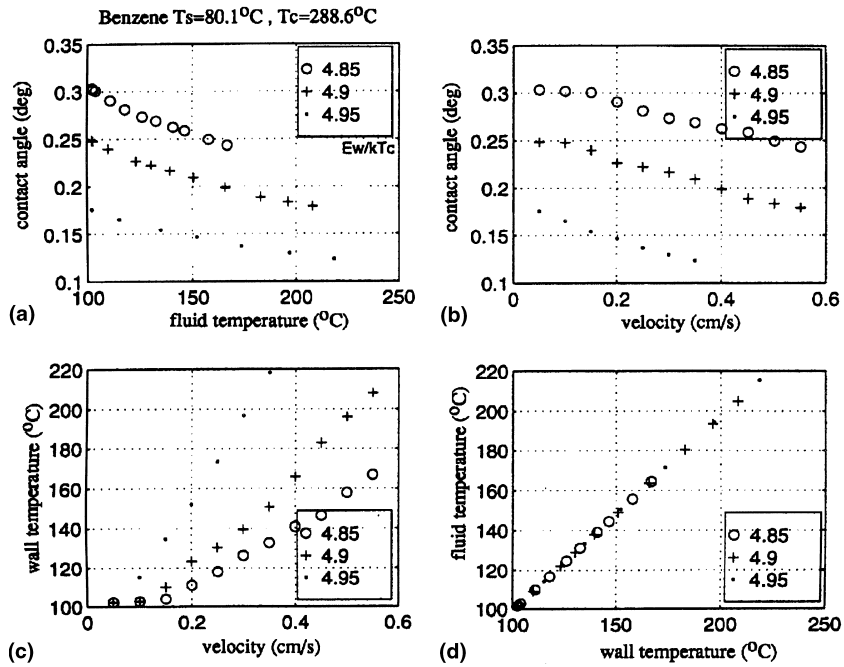 Benzene Ts=80.1°C , Tc=288.6°C
contact angle (deg)
0.35
0.3
0.25
0.2
0.15
0.1
4.85
4.9
4.95
Ew/kTc
100 150 200 250
fluid temperature (°C)
(a)
contact angle (deg)
0.35
0.3
0.25
0.2
0.15
0.1
4.85
4.9
4.95
0 0.2 0.4 0.6
velocity (cm/s)
(b)
wall temperature (°C)
220
200
180
160
140
120
100
4.85
4.9
4.95
0 0.2 0.4 0.6
velocity (cm/s)
(c)
fluid temperature (°C)
220
200
180
160
140
120
100
4.85
4.9
4.95
100 150 200 250
wall temperature (°C)
(d)